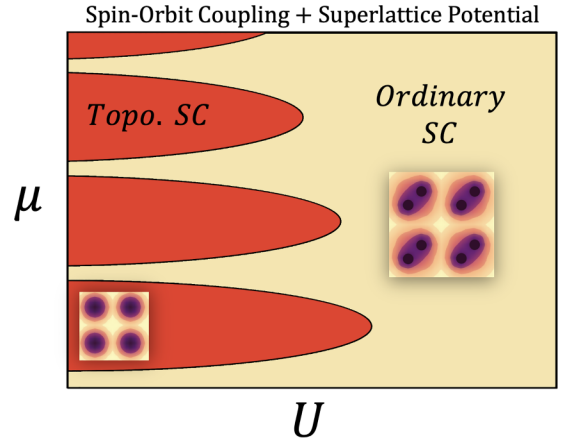 Spin-Orbit Coupling + Superlattice Potential
Topo. SC
Ordinary
SC
μ
U